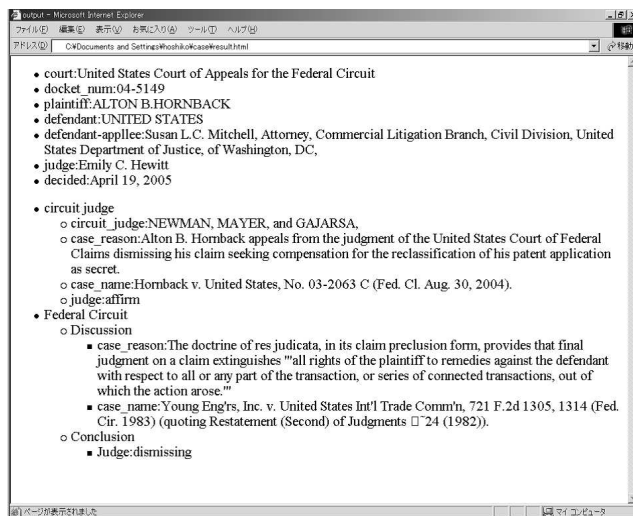 output - Microsoft Internet Explorer
ファイル(F) 編集(E) 表示(V) お気に入り(A) ツール(T) ヘルプ(H)
アドレス(D) C:¥Documents and Settings¥hoshiko¥case¥result.html 移動
• court:United States Court of Appeals for the Federal Circuit
• docket_num:04-5149
• plaintiff:ALTON B.HORNBACK
• defendant:UNITED STATES
• defendant-appllee:Susan L.C. Mitchell, Attorney, Commercial Litigation Branch, Civil Division, United
States Department of Justice, of Washington, DC,
• judge:Emily C. Hewitt
• decided:April 19, 2005
• circuit judge
o circuit_judge:NEWMAN, MAYER, and GAJARSA,
o case_reason:Alton B. Hornback appeals from the judgment of the United States Court of Federal
Claims dismissing his claim seeking compensation for the reclassification of his patent application
as secret.
o case_name:Hornback v. United States, No. 03-2063 C (Fed. Cl. Aug. 30, 2004).
o judge:affirm
• Federal Circuit
o Discussion
▪ case_reason:The doctrine of res judicata, in its claim preclusion form, provides that final
judgment on a claim extinguishes "'all rights of the plaintiff to remedies against the defendant
with respect to all or any part of the transaction, or series of connected transactions, out of
which the action arose.'"
▪ case_name:Young Eng'rs, Inc. v. United States Int'l Trade Comm'n, 721 F.2d 1305, 1314 (Fed.
Cir. 1983) (quoting Restatement (Second) of Judgments □~24 (1982)).
o Conclusion
▪ Judge:dismissing
ページが表示されました マイ コンピュータ